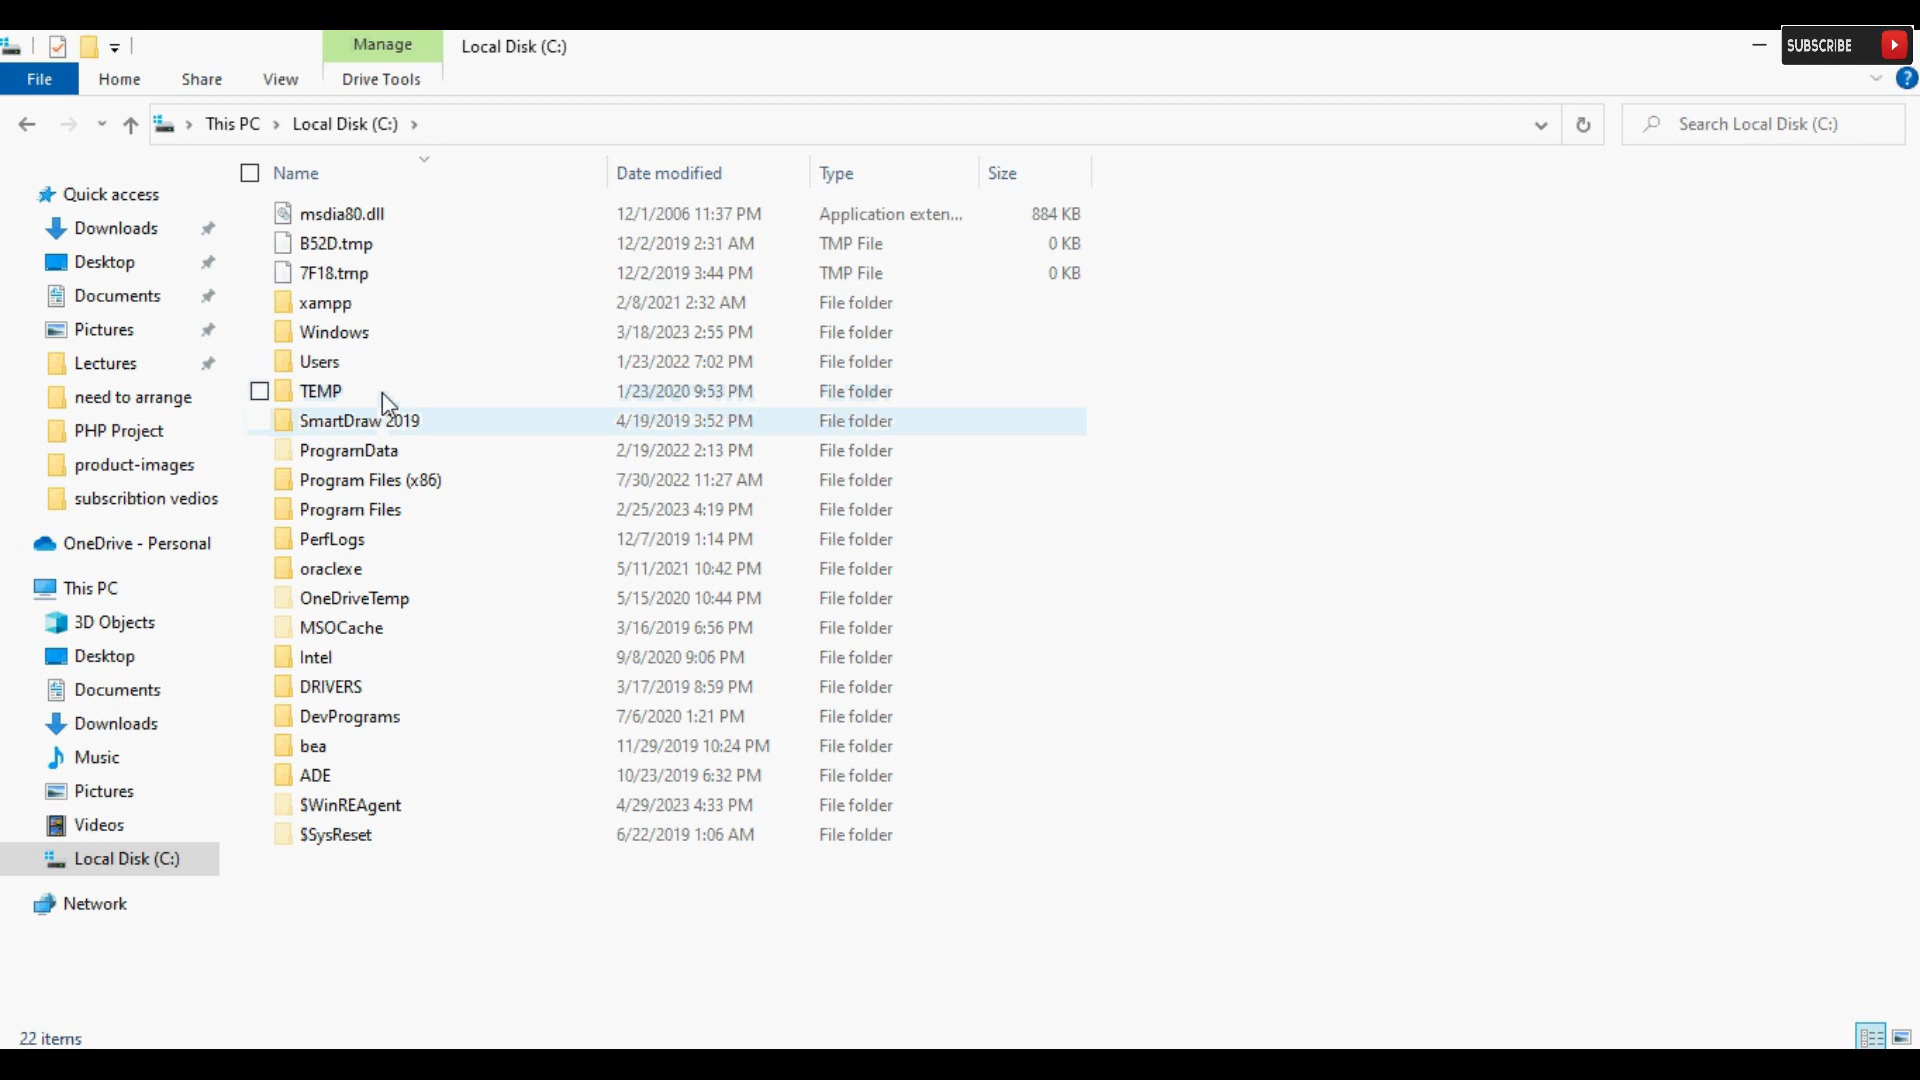 Manage
Local Disk (C:)
SUBSCRIBE
File
Home
Share
View
Drive Tools
?
This PC > Local Disk (C:) >
Search Local Disk (C:)
Name Date modified Type Size
Quick access
Downloads
Desktop
Documents
Pictures
Lectures
need to arrange
PHP Project
product-images
subscribtion vedios
OneDrive - Personal
This PC
3D Objects
Desktop
Documents
Downloads
Music
Pictures
Videos
Local Disk (C:)
Network
msdia80.dll 12/1/2006 11:37 PM Application exten... 884 KB
B52D.tmp 12/2/2019 2:31 AM TMP File 0 KB
7F18.tmp 12/2/2019 3:44 PM TMP File 0 KB
xampp 2/8/2021 2:32 AM File folder
Windows 3/18/2023 2:55 PM File folder
Users 1/23/2022 7:02 PM File folder
TEMP 1/23/2020 9:53 PM File folder
SmartDraw 2019 4/19/2019 3:52 PM File folder
ProgramData 2/19/2022 2:13 PM File folder
Program Files (x86) 7/30/2022 11:27 AM File folder
Program Files 2/25/2023 4:19 PM File folder
PerfLogs 12/7/2019 1:14 PM File folder
oraclexe 5/11/2021 10:42 PM File folder
OneDriveTemp 5/15/2020 10:44 PM File folder
MSOCache 3/16/2019 6:56 PM File folder
Intel 9/8/2020 9:06 PM File folder
DRIVERS 3/17/2019 8:59 PM File folder
DevPrograms 7/6/2020 1:21 PM File folder
bea 11/29/2019 10:24 PM File folder
ADE 10/23/2019 6:32 PM File folder
$WinREAgent 4/29/2023 4:33 PM File folder
$SysReset 6/22/2019 1:06 AM File folder
22 items